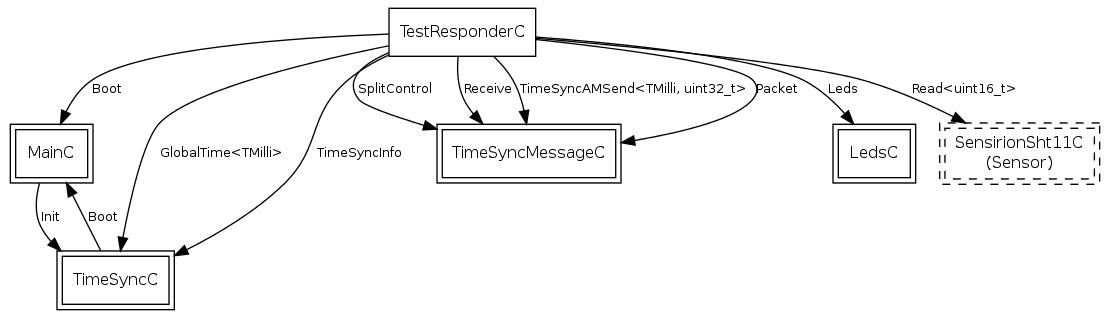 TestResponderC
Boot
SplitControl
Receive
TimeSyncAMSend<TMilli, uint32_t>
Packet
Leds
Read<uint16_t>
MainC
GlobalTime<TMilli>
TimeSyncInfo
TimeSyncMessageC
LedsC
SensirionSht11C
(Sensor)
Init
Boot
TimeSyncC